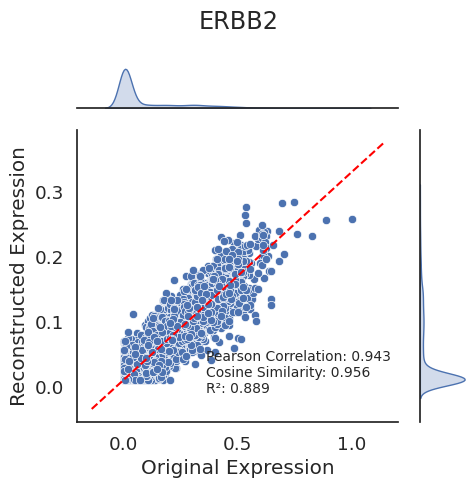 ERBB2
0.3
0.2
0.1
0.0
Reconstructed Expression
Pearson Correlation: 0.943
Cosine Similarity: 0.956
R²: 0.889
0.0 0.5 1.0
Original Expression